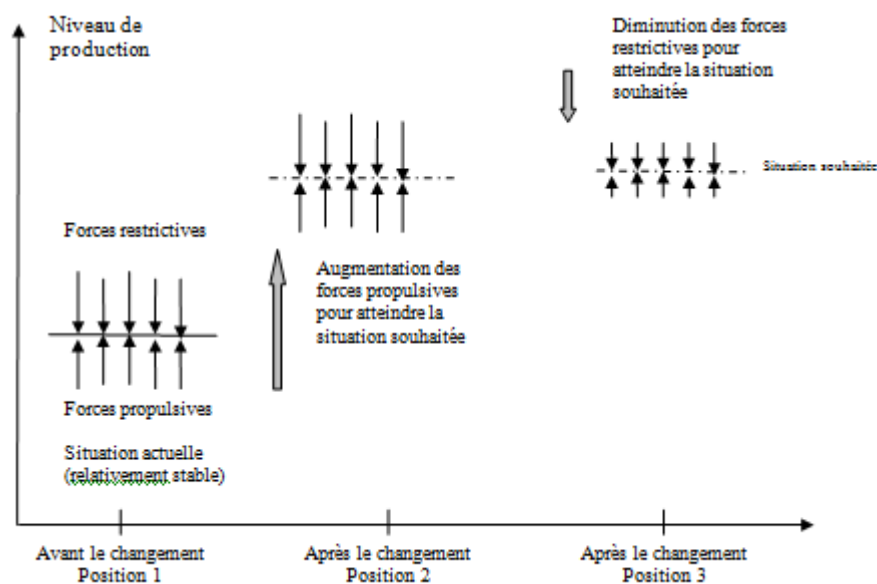 Niveau de
production
Diminution des forces
restrictives pour
atteindre la situation
souhaitée
Situation souhaitée
Forces restrictives
Augmentation des
forces propulsives
pour atteindre la
situation souhaitée
Forces propulsives
Situation actuelle
(relativement stable)
Avant le changement
Position 1
Après le changement
Position 2
Après le changement
Position 3